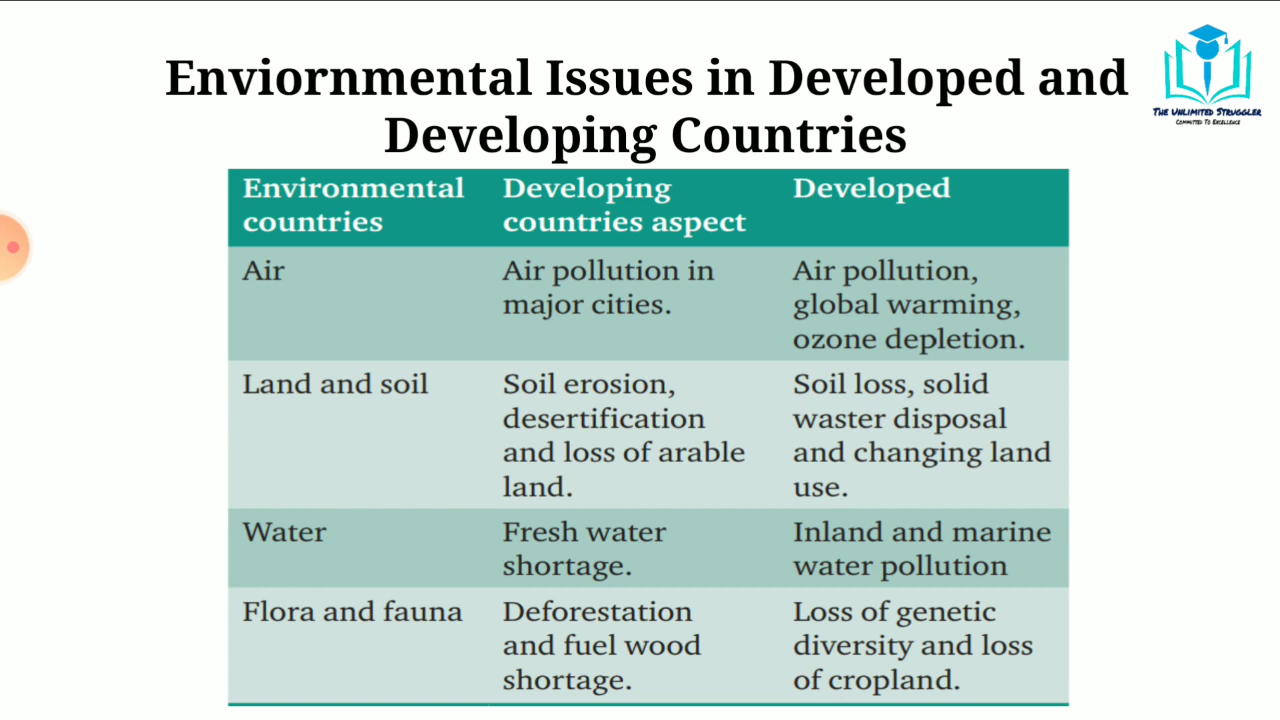 Enviornmental Issues in Developed and
Developing Countries
THE UNLIMITED STRUGGLER
COMMITTED TO EXCELLENCE
Environmental countries
Developing countries aspect
Developed
Air
Air pollution in
major cities.
Air pollution,
global warming,
ozone depletion.
Land and soil
Soil erosion,
desertification
and loss of arable
land.
Soil loss, solid
waster disposal
and changing land
use.
Water
Fresh water
shortage.
Inland and marine
water pollution
Flora and fauna
Deforestation
and fuel wood
shortage.
Loss of genetic
diversity and loss
of cropland.